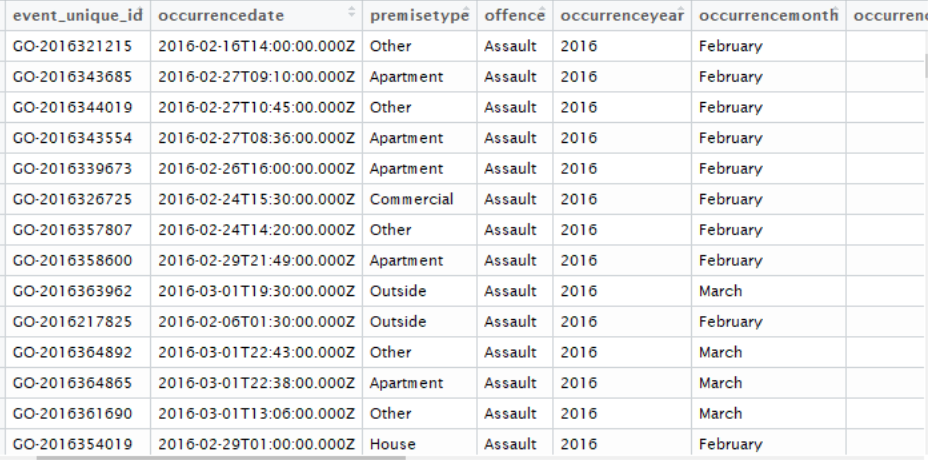 event_unique_id occurrencedate premisetype offence occurrenceyear occurrencemonth occurrenc
GO-2016321215 2016-02-16T14:00:00.000Z Other Assault 2016 February
GO-2016343685 2016-02-27T09:10:00.000Z Apartment Assault 2016 February
GO-2016344019 2016-02-27T10:45:00.000Z Other Assault 2016 February
GO-2016343554 2016-02-27T08:36:00.000Z Apartment Assault 2016 February
GO-2016339673 2016-02-26T16:00:00.000Z Apartment Assault 2016 February
GO-2016326725 2016-02-24T15:30:00.000Z Commercial Assault 2016 February
GO-2016357807 2016-02-24T14:20:00.000Z Other Assault 2016 February
GO-2016358600 2016-02-29T21:49:00.000Z Apartment Assault 2016 February
GO-2016363962 2016-03-01T19:30:00.000Z Outside Assault 2016 March
GO-2016217825 2016-02-06T01:30:00.000Z Outside Assault 2016 February
GO-2016364892 2016-03-01T22:43:00.000Z Other Assault 2016 March
GO-2016364865 2016-03-01T22:38:00.000Z Apartment Assault 2016 March
GO-2016361690 2016-03-01T13:06:00.000Z Other Assault 2016 March
GO-2016354019 2016-02-29T01:00:00.000Z House Assault 2016 February